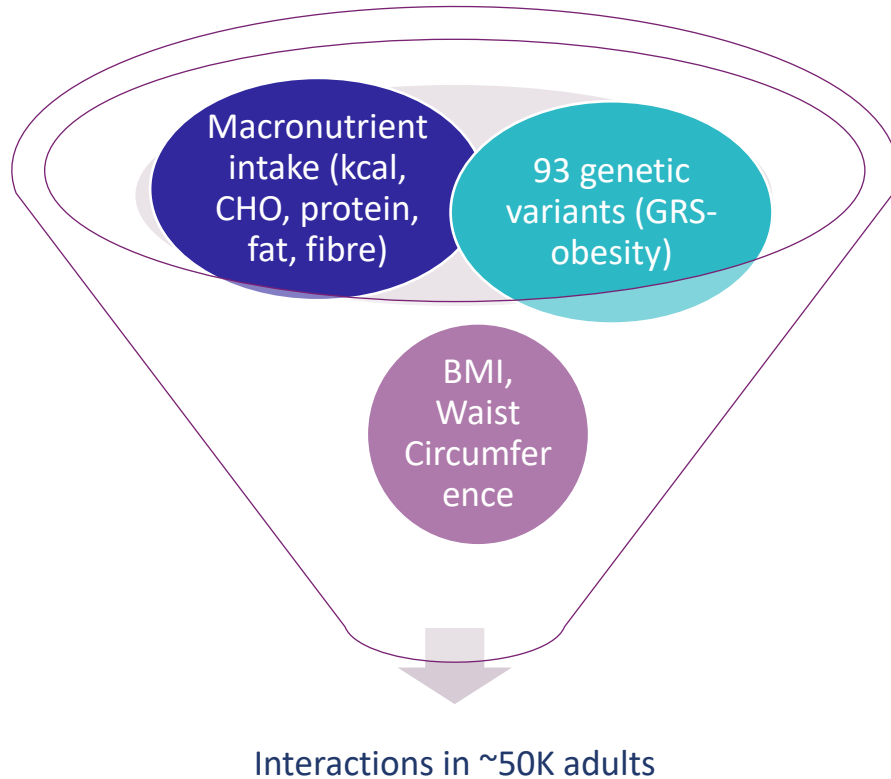 Macronutrient
intake (kcal,
CHO, protein,
fat, fibre)
93 genetic
variants (GRS-
obesity)
BMI,
Waist
Circumfer
ence
Interactions in ~50K adults